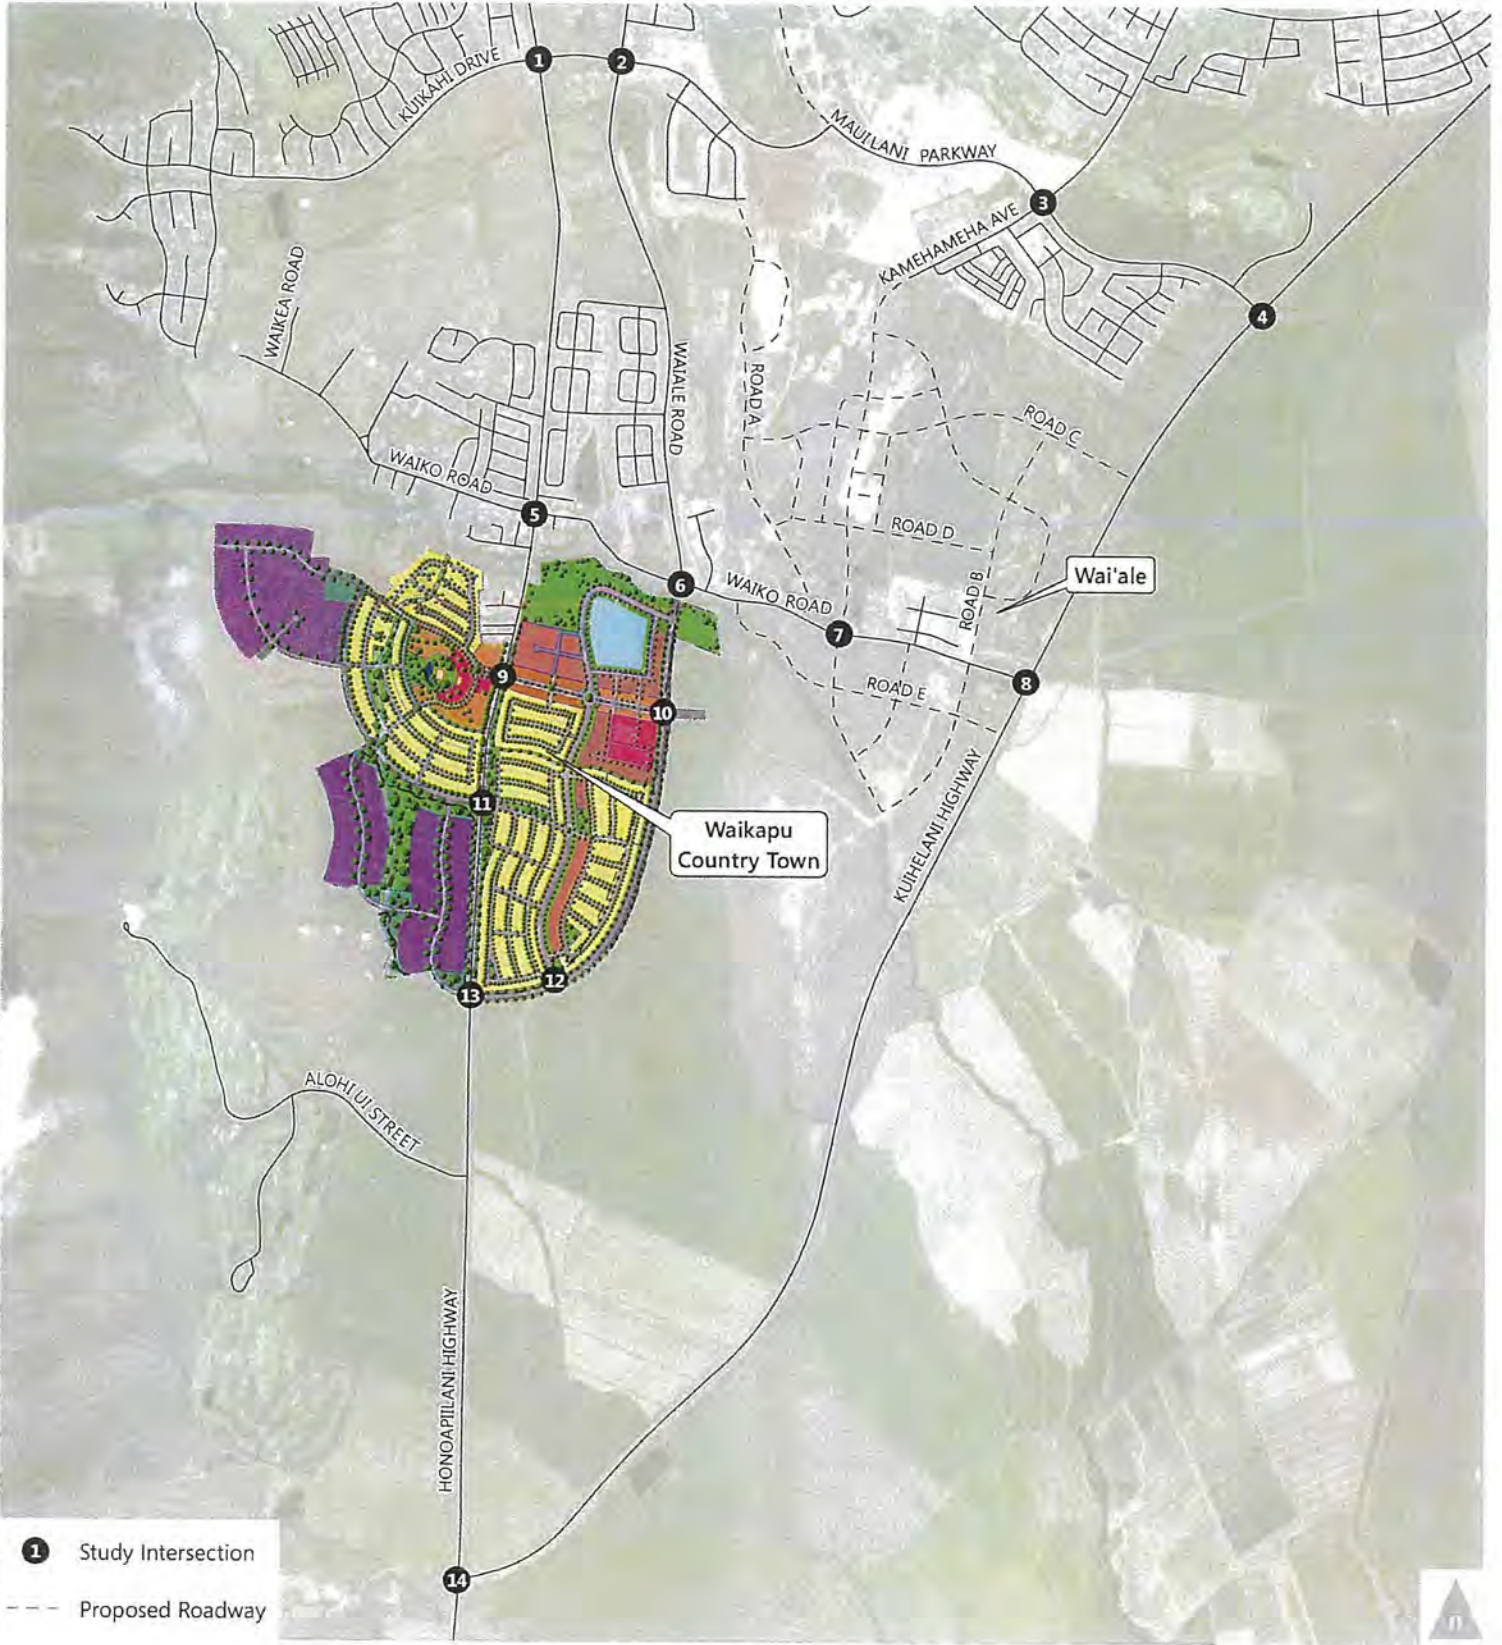 1
2
KUIKAHI DRIVE
MAUI LANI PARKWAY
3
KAMEHAMEHA AVE
WAIKEA ROAD
4
WAIALE ROAD
ROAD A
ROAD C
WAIKO ROAD
5
ROAD D
Wai'ale
6
WAIKO ROAD
ROAD B
7
9
ROAD E
8
10
11
Waikapu
Country Town
KUIHELANI HIGHWAY
12
13
ALOHI UI STREET
HONOAPIILANI HIGHWAY
1 Study Intersection
14
Proposed Roadway
n